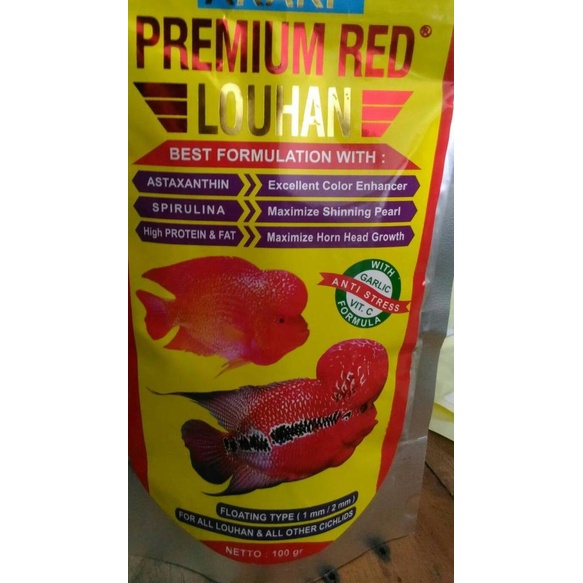 PREMIUM RED®
LOUHAN
BEST FORMULATION WITH :
ASTAXANTHIN Excellent Color Enhancer
SPIRULINA Maximize Shinning Pearl
High PROTEIN & FAT Maximize Horn Head Growth
WITH
GARLIC
ANTI STRESS
VIT. C
FORMULA
FLOATING TYPE ( 1 mm / 2 mm )
FOR ALL LOUHAN & ALL OTHER CICHLIDS
NETTO : 100 gr